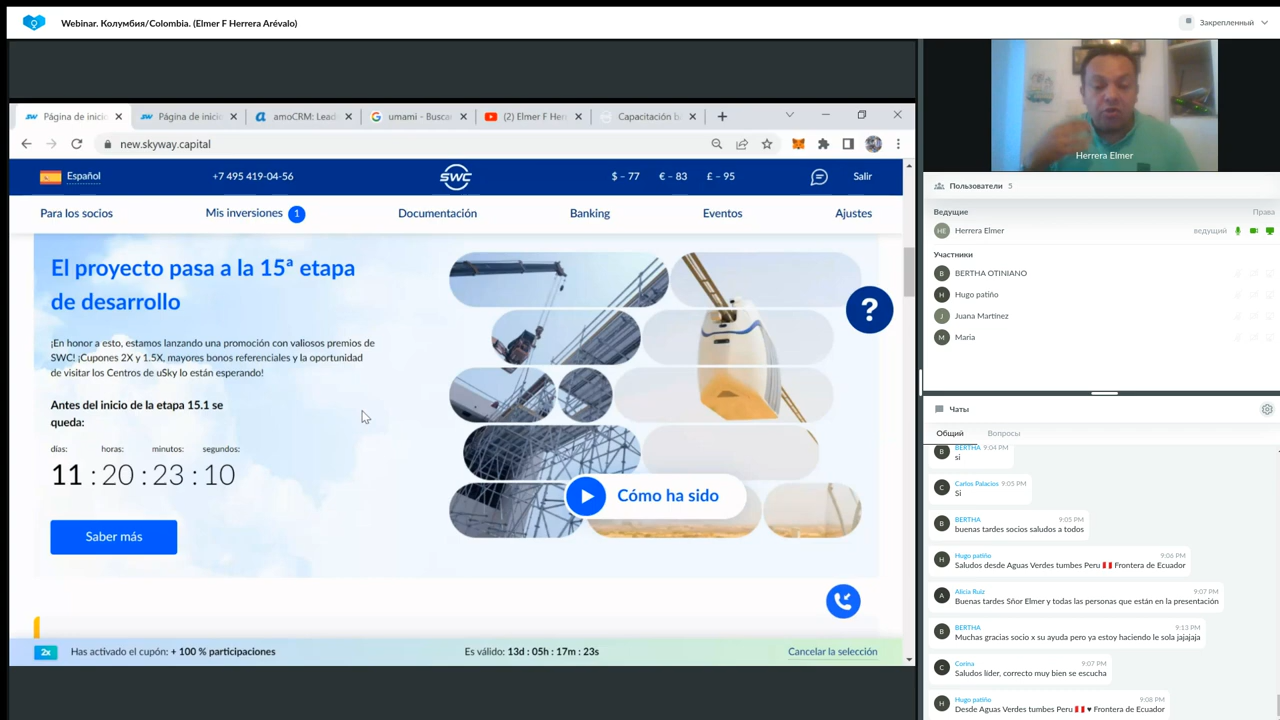 Webinar. Колумбия/Colombia. (Elmer F Herrera Arévalo)
Закрепленный
Página de inicio
Página de inicio
amoCRM: Lead
umami - Buscar
(2) Elmer F Her
Capacitación b
new.skyway.capital
Español
+7 495 419-04-56
SWC
$ – 77
€ – 83
£ – 95
Salir
Para los socios
Mis inversiones 1
Documentación
Banking
Eventos
Ajustes
El proyecto pasa a la 15ª etapa
de desarrollo
¡En honor a esto, estamos lanzando una promoción con valiosos premios de
SWC! ¡Cupones 2X y 1.5X, mayores bonos referenciales y la oportunidad
de visitar los Centros de uSky lo están esperando!
Antes del inicio de la etapa 15.1 se
queda:
días: horas: minutos: segundos:
11 : 20 : 23 : 10
Saber más
Cómo ha sido
?
2x
Has activado el cupón: + 100 % participaciones
Es válido: 13d : 05h : 17m : 23s
Cancelar la selección
Herrera Elmer
Пользователи 5
Ведущие
Права
HE
Herrera Elmer
ведущий
Участники
B
BERTHA OTINIANO
H
Hugo patiño
J
Juana Martínez
M
Maria
Чаты
Общий
Вопросы
B
BERTHA 9:04 PM
si
C
Carlos Palacios 9:05 PM
Si
B
BERTHA 9:05 PM
buenas tardes socios saludos a todos
H
Hugo patiño 9:06 PM
Saludos desde Aguas Verdes tumbes Peru 🇵🇪 Frontera de Ecuador
A
Alicia Ruiz 9:07 PM
Buenas tardes Sñor Elmer y todas las personas que están en la presentación
B
BERTHA 9:13 PM
Muchas gracias socio x su ayuda pero ya estoy haciendo le sola jajajaja
C
Corina 9:07 PM
Saludos líder, correcto muy bien se escucha
H
Hugo patiño 9:08 PM
Desde Aguas Verdes tumbes Peru 🇵🇪 ♥ Frontera de Ecuador